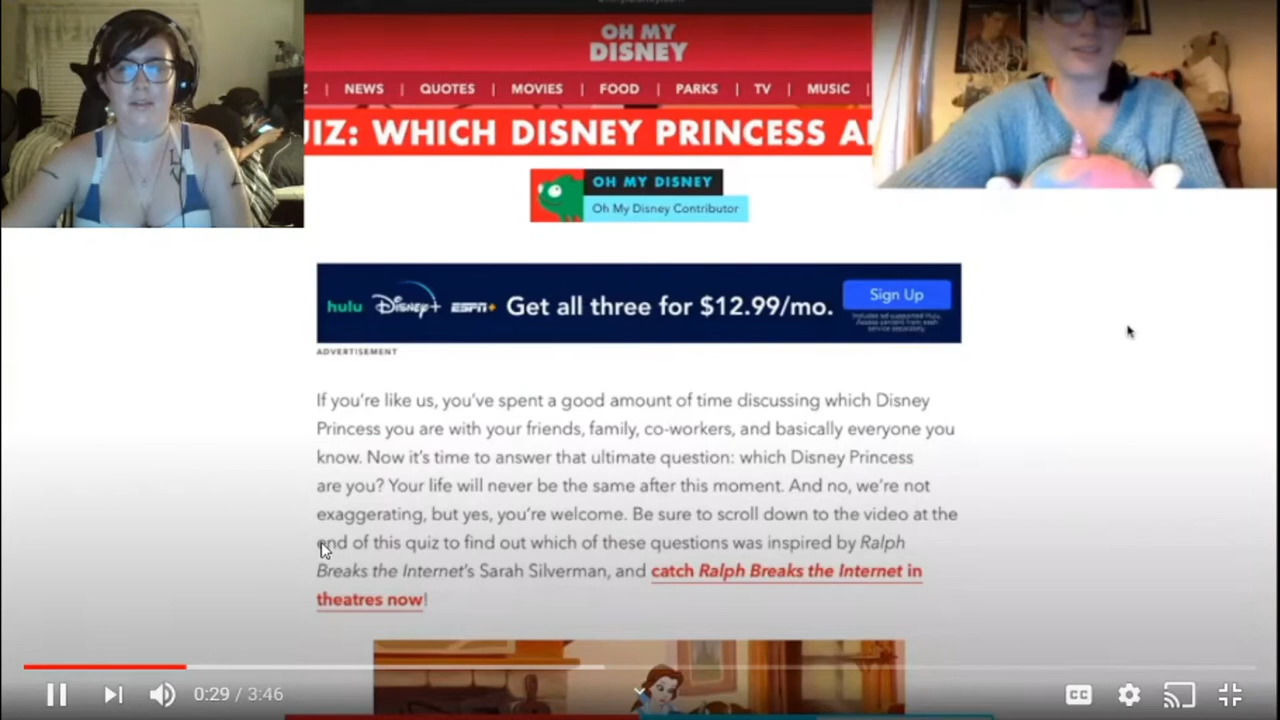 OH MY
DISNEY
NEWS | QUOTES | MOVIES | FOOD | PARKS | TV | MUSIC |
IZ: WHICH DISNEY PRINCESS A
OH MY DISNEY
Oh My Disney Contributor
hulu Disney+ ESPN+ Get all three for $12.99/mo. Sign Up
ADVERTISEMENT
If you're like us, you've spent a good amount of time discussing which Disney
Princess you are with your friends, family, co-workers, and basically everyone you
know. Now it's time to answer that ultimate question: which Disney Princess
are you? Your life will never be the same after this moment. And no, we're not
exaggerating, but yes, you're welcome. Be sure to scroll down to the video at the
end of this quiz to find out which of these questions was inspired by Ralph
Breaks the Internet's Sarah Silverman, and catch Ralph Breaks the Internet in
theatres now!
0:29 / 3:46
CC